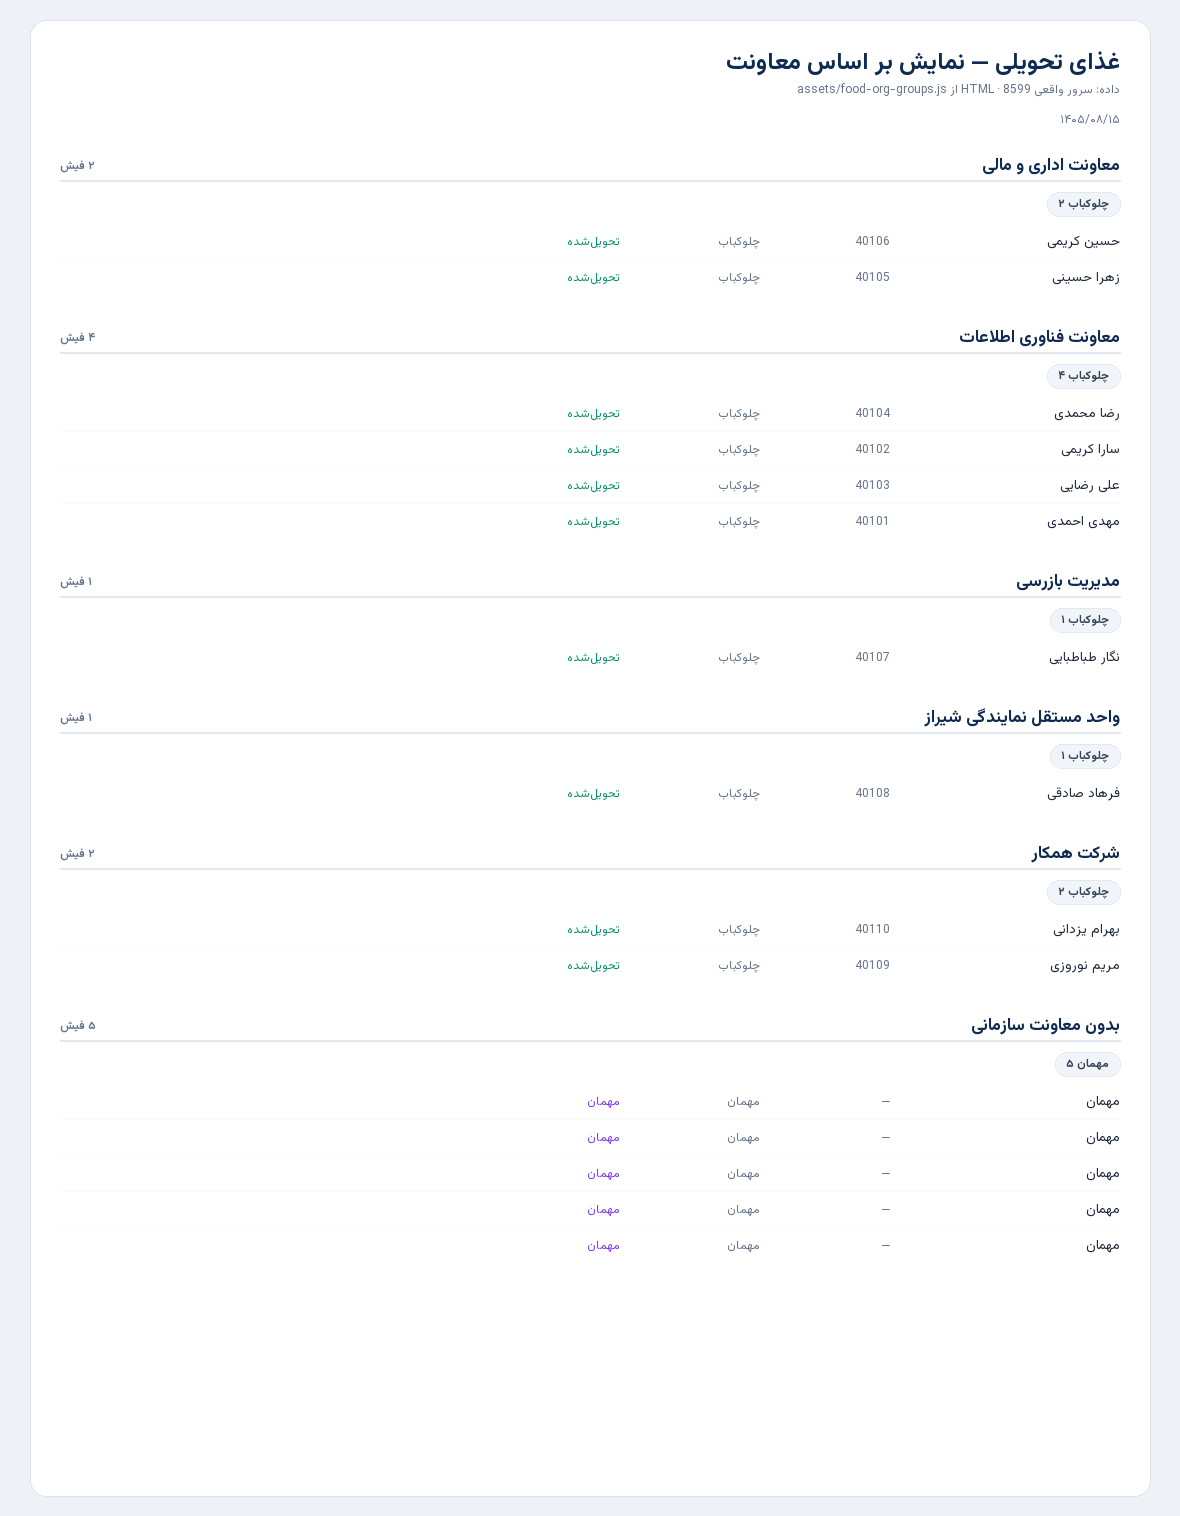 غذای تحویلی — نمایش بر اساس معاونت
داده: سرور واقعی 8599 · HTML از assets/food-org-groups.js
۱۴۰۵/۰۸/۱۵
معاونت اداری و مالی ۲ فیش
چلوکباب ۲
حسین کریمی 40106 چلوکباب تحویل‌شده
زهرا حسینی 40105 چلوکباب تحویل‌شده
معاونت فناوری اطلاعات ۴ فیش
چلوکباب ۴
رضا محمدی 40104 چلوکباب تحویل‌شده
سارا کریمی 40102 چلوکباب تحویل‌شده
علی رضایی 40103 چلوکباب تحویل‌شده
مهدی احمدی 40101 چلوکباب تحویل‌شده
مدیریت بازرسی ۱ فیش
چلوکباب ۱
نگار طباطبایی 40107 چلوکباب تحویل‌شده
واحد مستقل نمایندگی شیراز ۱ فیش
چلوکباب ۱
فرهاد صادقی 40108 چلوکباب تحویل‌شده
شرکت همکار ۲ فیش
چلوکباب ۲
بهرام یزدانی 40110 چلوکباب تحویل‌شده
مریم نوروزی 40109 چلوکباب تحویل‌شده
بدون معاونت سازمانی ۵ فیش
مهمان ۵
مهمان — مهمان مهمان
مهمان — مهمان مهمان
مهمان — مهمان مهمان
مهمان — مهمان مهمان
مهمان — مهمان مهمان